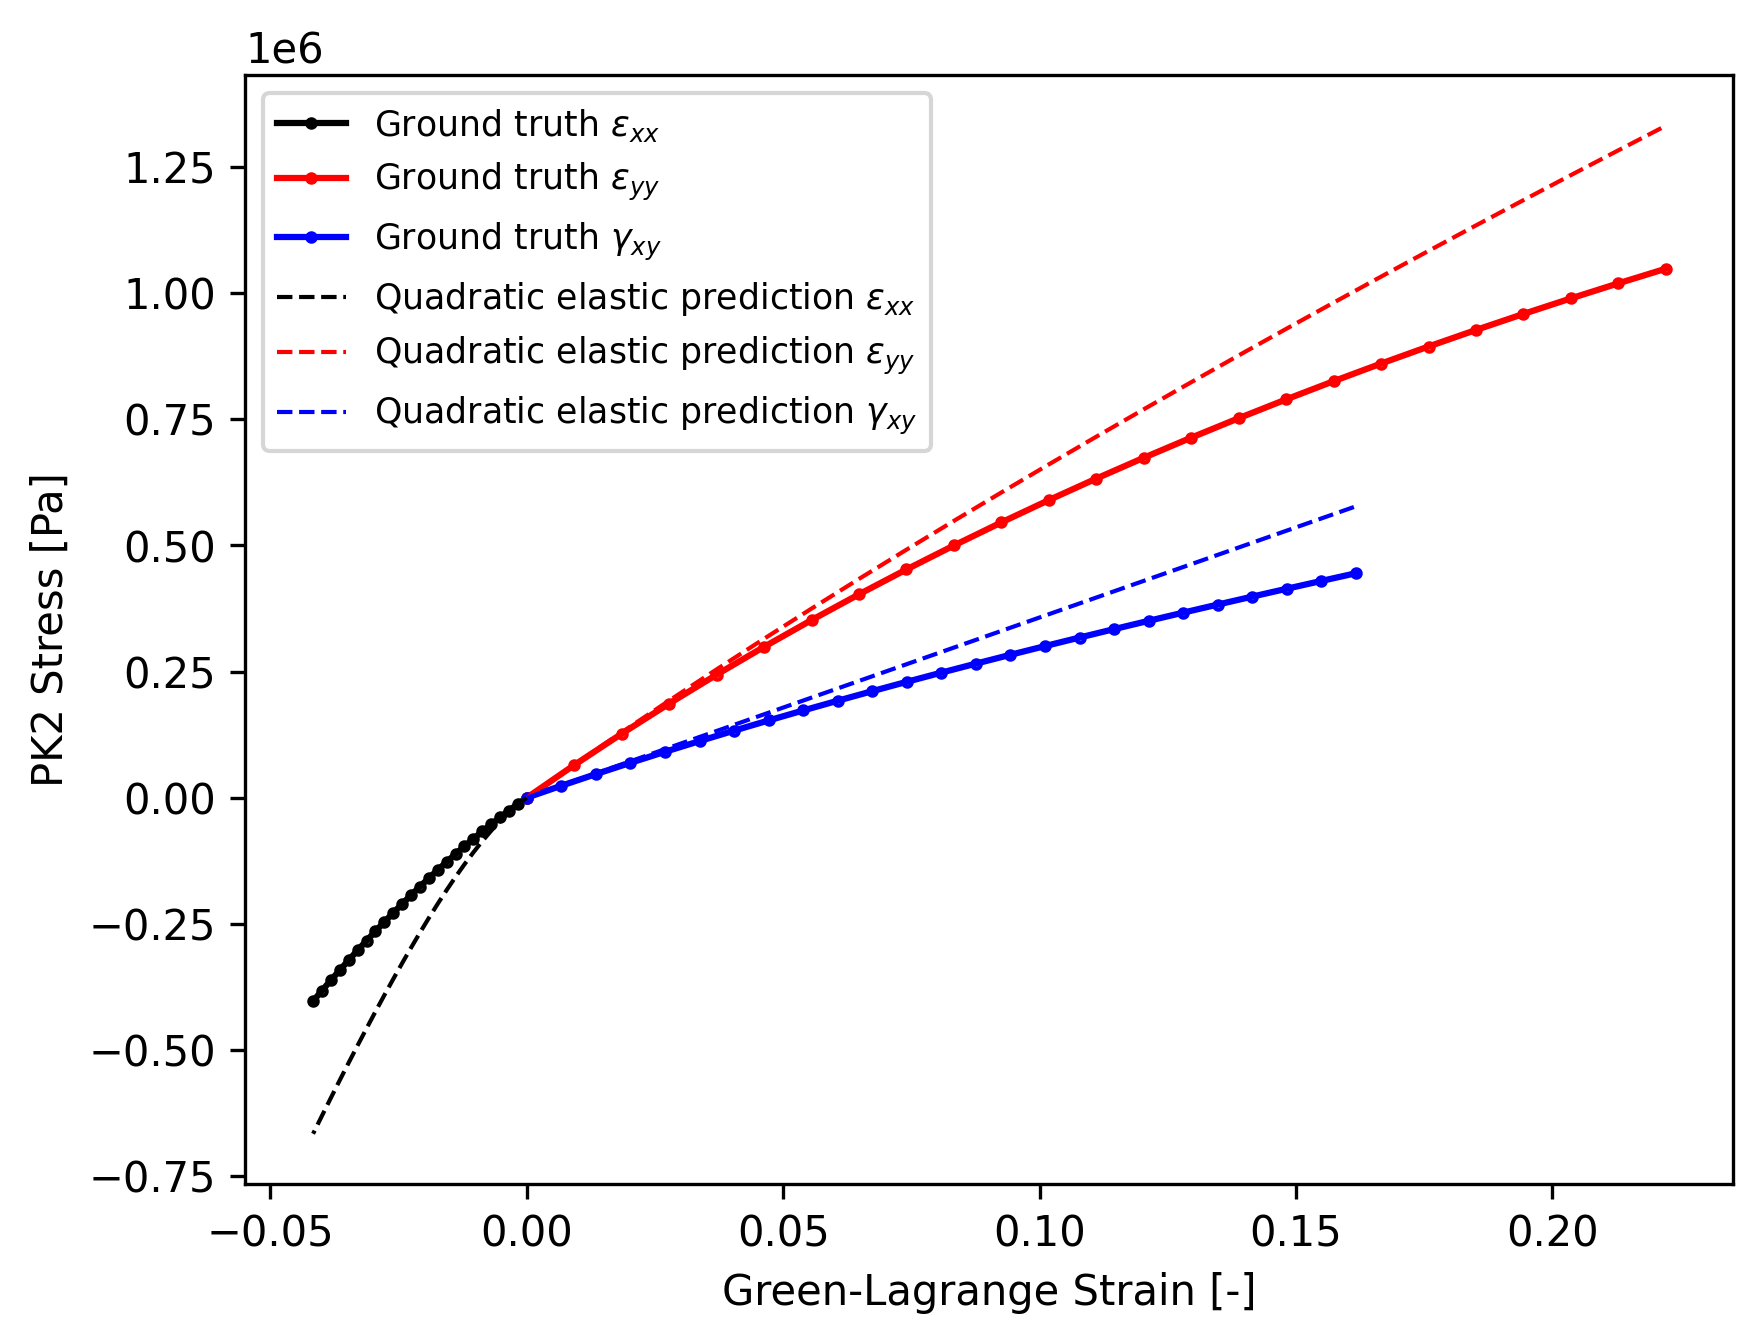 1e6
Ground truth εxx
Ground truth εyy
Ground truth γxy
Quadratic elastic prediction εxx
Quadratic elastic prediction εyy
Quadratic elastic prediction γxy
1.25
1.00
0.75
0.50
0.25
0.00
−0.25
−0.50
−0.75
PK2 Stress [Pa]
−0.05 0.00 0.05 0.10 0.15 0.20
Green-Lagrange Strain [-]